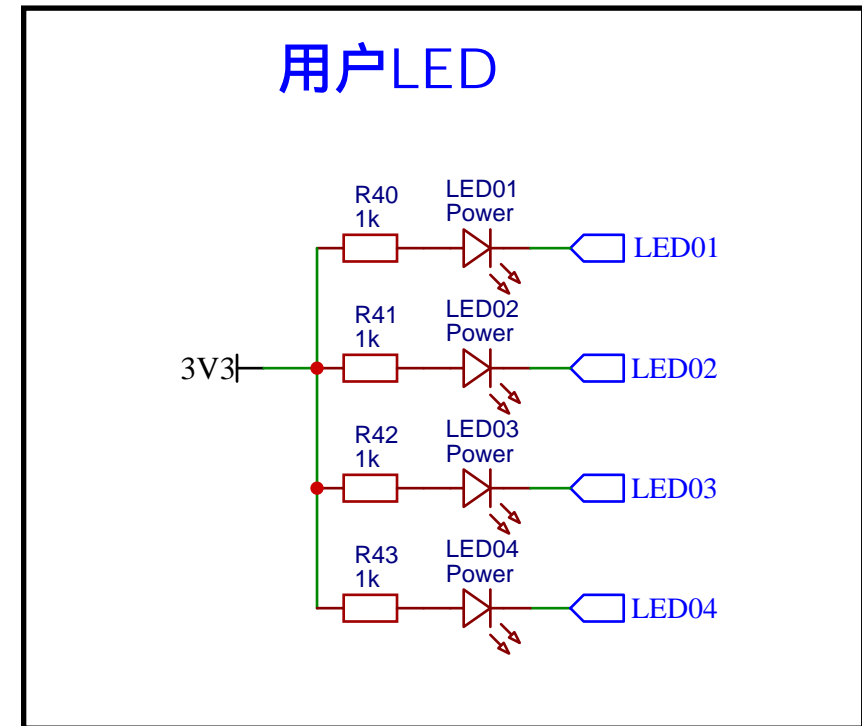 用户LED
R40
1k
LED01
Power
LED01
R41
1k
LED02
Power
3V3
LED02
R42
1k
LED03
Power
LED03
R43
1k
LED04
Power
LED04